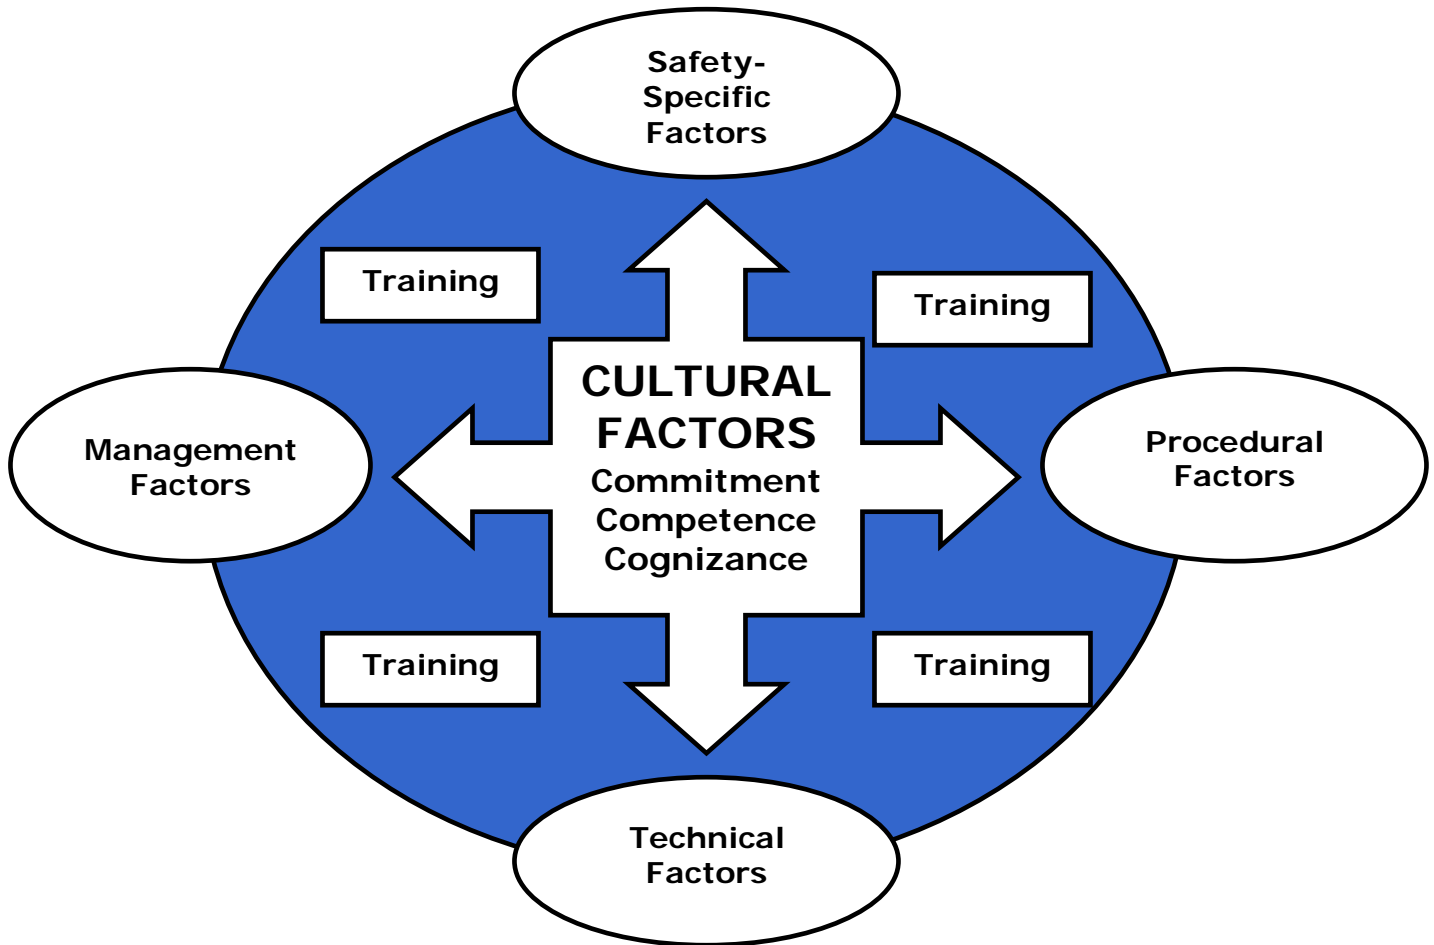 Safety-
Specific
Factors
Training
Training
CULTURAL
FACTORS
Commitment
Competence
Cognizance
Management
Factors
Procedural
Factors
Training
Training
Technical
Factors